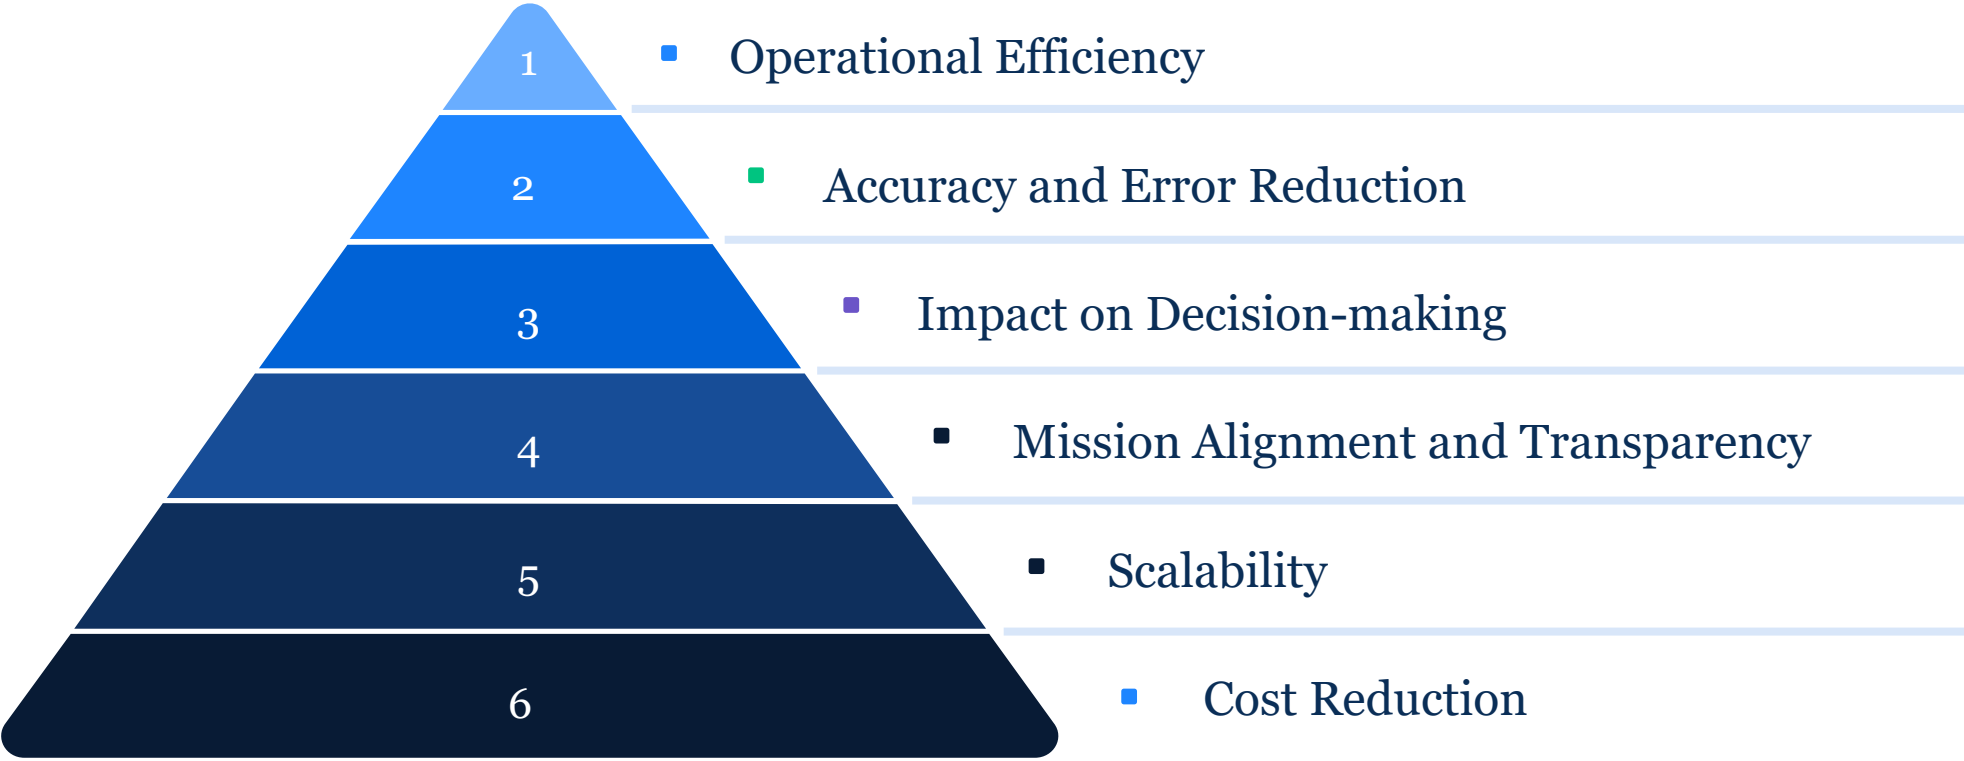 1
Operational Efficiency
2
Accuracy and Error Reduction
3
Impact on Decision-making
4
Mission Alignment and Transparency
5
Scalability
6
Cost Reduction